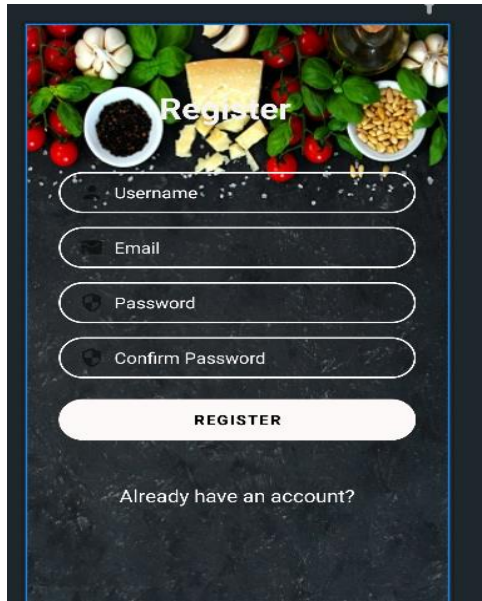 Register
Username
Email
Password
Confirm Password
REGISTER
Already have an account?